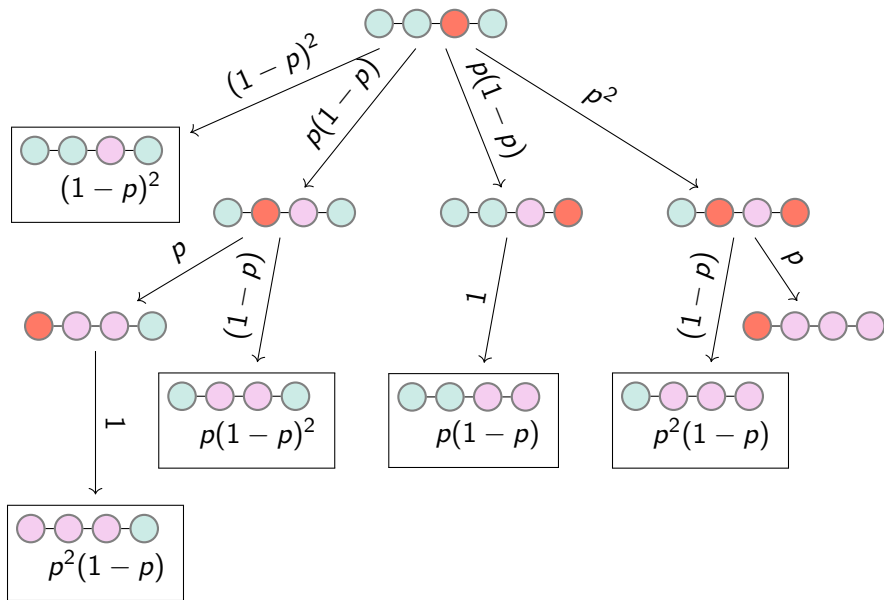 (1 − p)²
p(1 − p)
p(1 − p)
p²
(1 − p)²
p
(1 − p)
1
(1 − p)
p
1
p(1 − p)²
p(1 − p)
p²(1 − p)
p²(1 − p)